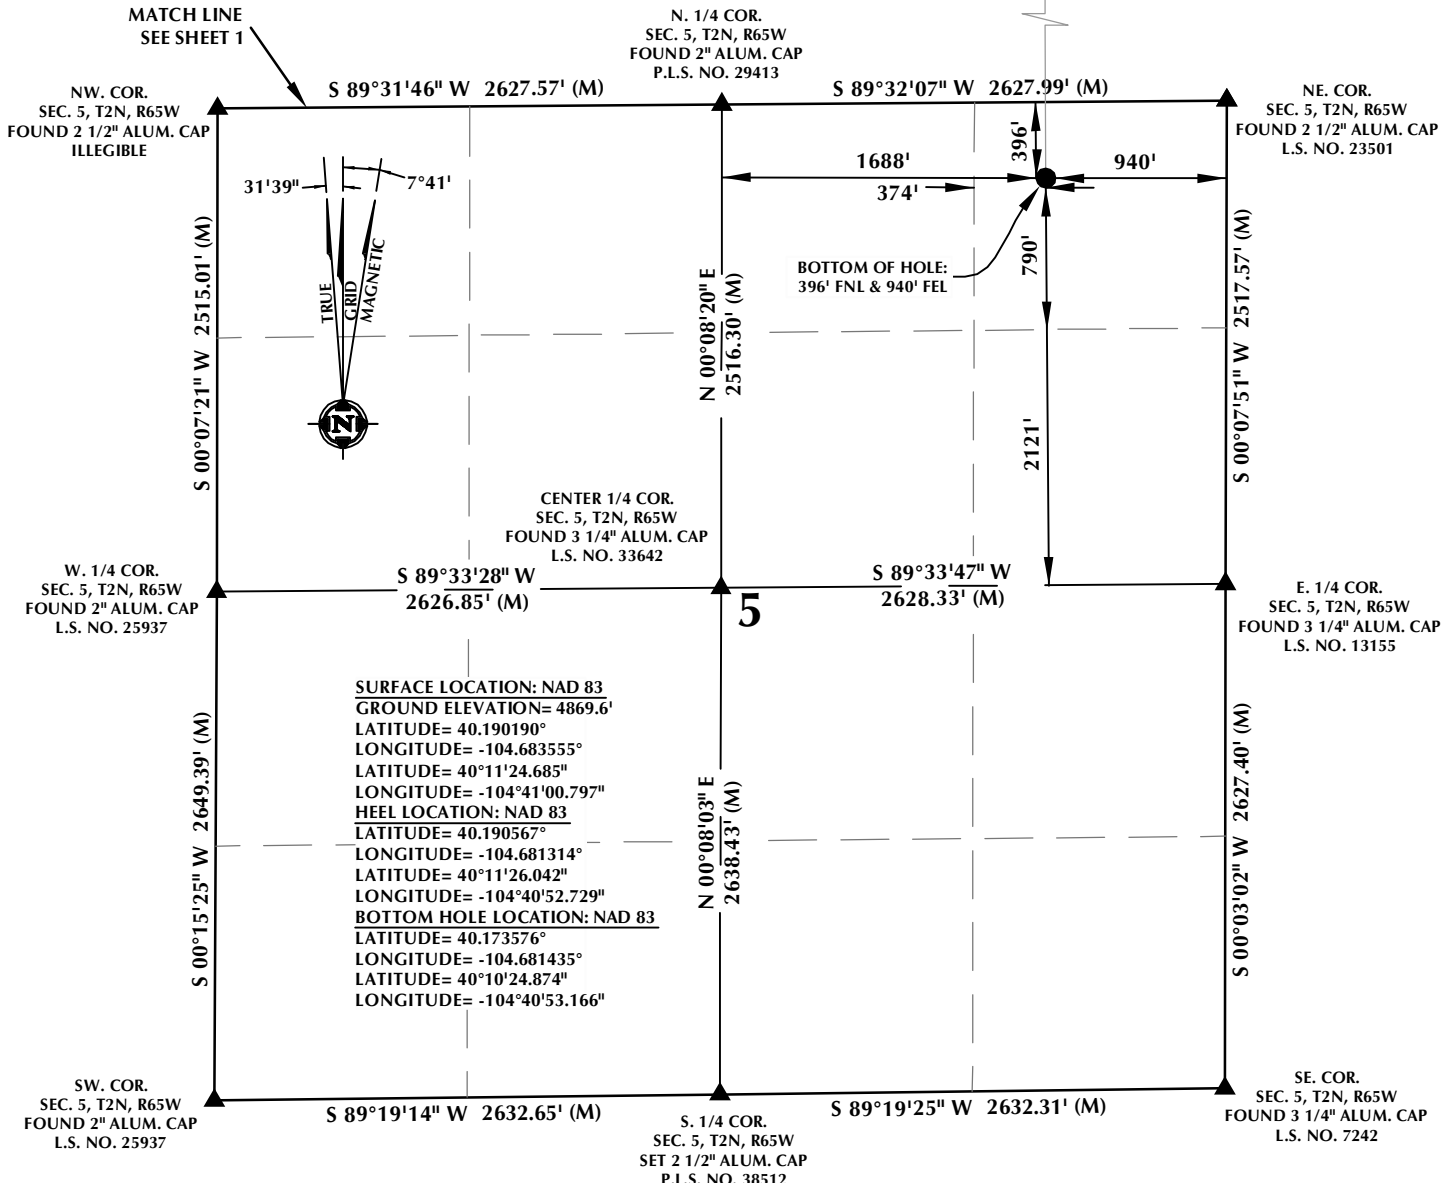 MATCH LINE
SEE SHEET 1
N. 1/4 COR.
SEC. 5, T2N, R65W
FOUND 2" ALUM. CAP
P.L.S. NO. 29413
NW. COR.
SEC. 5, T2N, R65W
FOUND 2 1/2" ALUM. CAP
ILLEGIBLE
S 89°31'46" W 2627.57' (M)
S 89°32'07" W 2627.99' (M)
NE. COR.
SEC. 5, T2N, R65W
FOUND 2 1/2" ALUM. CAP
L.S. NO. 23501
31'39"
7°41'
TRUE
GRID
MAGNETIC
N
396'
1688'
940'
374'
790'
BOTTOM OF HOLE:
396' FNL & 940' FEL
2121'
S 00°07'21" W 2515.01' (M)
N 00°08'20" E
2516.30' (M)
S 00°07'51" W 2517.57' (M)
CENTER 1/4 COR.
SEC. 5, T2N, R65W
FOUND 3 1/4" ALUM. CAP
L.S. NO. 33642
W. 1/4 COR.
SEC. 5, T2N, R65W
FOUND 2" ALUM. CAP
L.S. NO. 25937
S 89°33'28" W
2626.85' (M)
5
S 89°33'47" W
2628.33' (M)
E. 1/4 COR.
SEC. 5, T2N, R65W
FOUND 3 1/4" ALUM. CAP
L.S. NO. 13155
SURFACE LOCATION: NAD 83
GROUND ELEVATION= 4869.6'
LATITUDE= 40.190190°
LONGITUDE= -104.683555°
LATITUDE= 40°11'24.685"
LONGITUDE= -104°41'00.797"
HEEL LOCATION: NAD 83
LATITUDE= 40.190567°
LONGITUDE= -104.681314°
LATITUDE= 40°11'26.042"
LONGITUDE= -104°40'52.729"
BOTTOM HOLE LOCATION: NAD 83
LATITUDE= 40.173576°
LONGITUDE= -104.681435°
LATITUDE= 40°10'24.874"
LONGITUDE= -104°40'53.166"
S 00°15'25" W 2649.39' (M)
N 00°08'03" E
2638.43' (M)
S 00°03'02" W 2627.40' (M)
SW. COR.
SEC. 5, T2N, R65W
FOUND 2" ALUM. CAP
L.S. NO. 25937
S 89°19'14" W 2632.65' (M)
S 89°19'25" W 2632.31' (M)
SE. COR.
SEC. 5, T2N, R65W
FOUND 3 1/4" ALUM. CAP
L.S. NO. 7242
S. 1/4 COR.
SEC. 5, T2N, R65W
SET 2 1/2" ALUM. CAP
P.L.S. NO. 38512